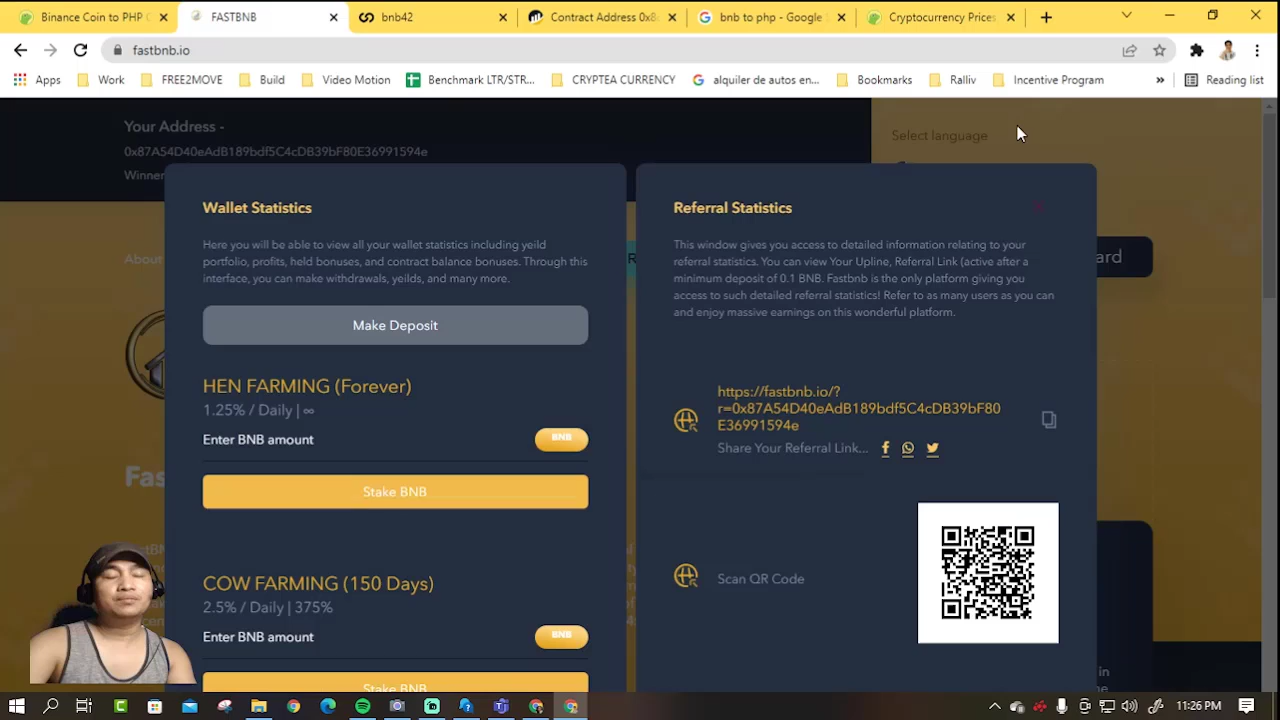 Binance Coin to PHP
FASTBNB
bnb42
Contract Address 0x8
bnb to php - Google
Cryptocurrency Prices
fastbnb.io
Apps
Work
FREE2MOVE
Build
Video Motion
Benchmark LTR/STR...
CRYPTEA CURRENCY
alquiler de autos en...
Bookmarks
Ralliv
Incentive Program
»
Reading list
Your Address -
0x87A54D40eAdB189bdf5C4cDB39bF80E36991594e
Winner
Select language
About
ard
Fas
Wallet Statistics
Here you will be able to view all your wallet statistics including yeild
portfolio, profits, held bonuses, and contract balance bonuses. Through this
interface, you can make withdrawals, yeilds, and many more.
Make Deposit
HEN FARMING (Forever)
1.25% / Daily | ∞
Enter BNB amount
BNB
Stake BNB
COW FARMING (150 Days)
2.5% / Daily | 375%
Enter BNB amount
BNB
Stake BNB
Referral Statistics
This window gives you access to detailed information relating to your
referral statistics. You can view Your Upline, Referral Link (active after a
minimum deposit of 0.1 BNB. Fastbnb is the only platform giving you
access to such detailed referral statistics! Refer to as many users as you can
and enjoy massive earnings on this wonderful platform.
https://fastbnb.io/?
r=0x87A54D40eAdB189bdf5C4cDB39bF80
E36991594e
Share Your Referral Link...
Scan QR Code
in
11:26 PM